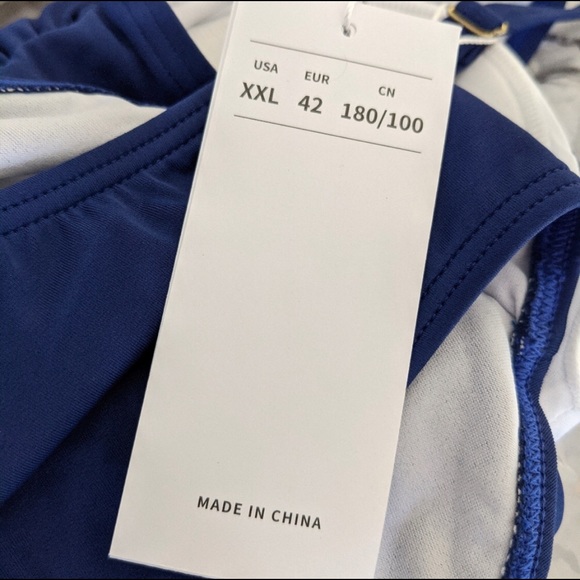 USA EUR CN
XXL 42 180/100
MADE IN CHINA